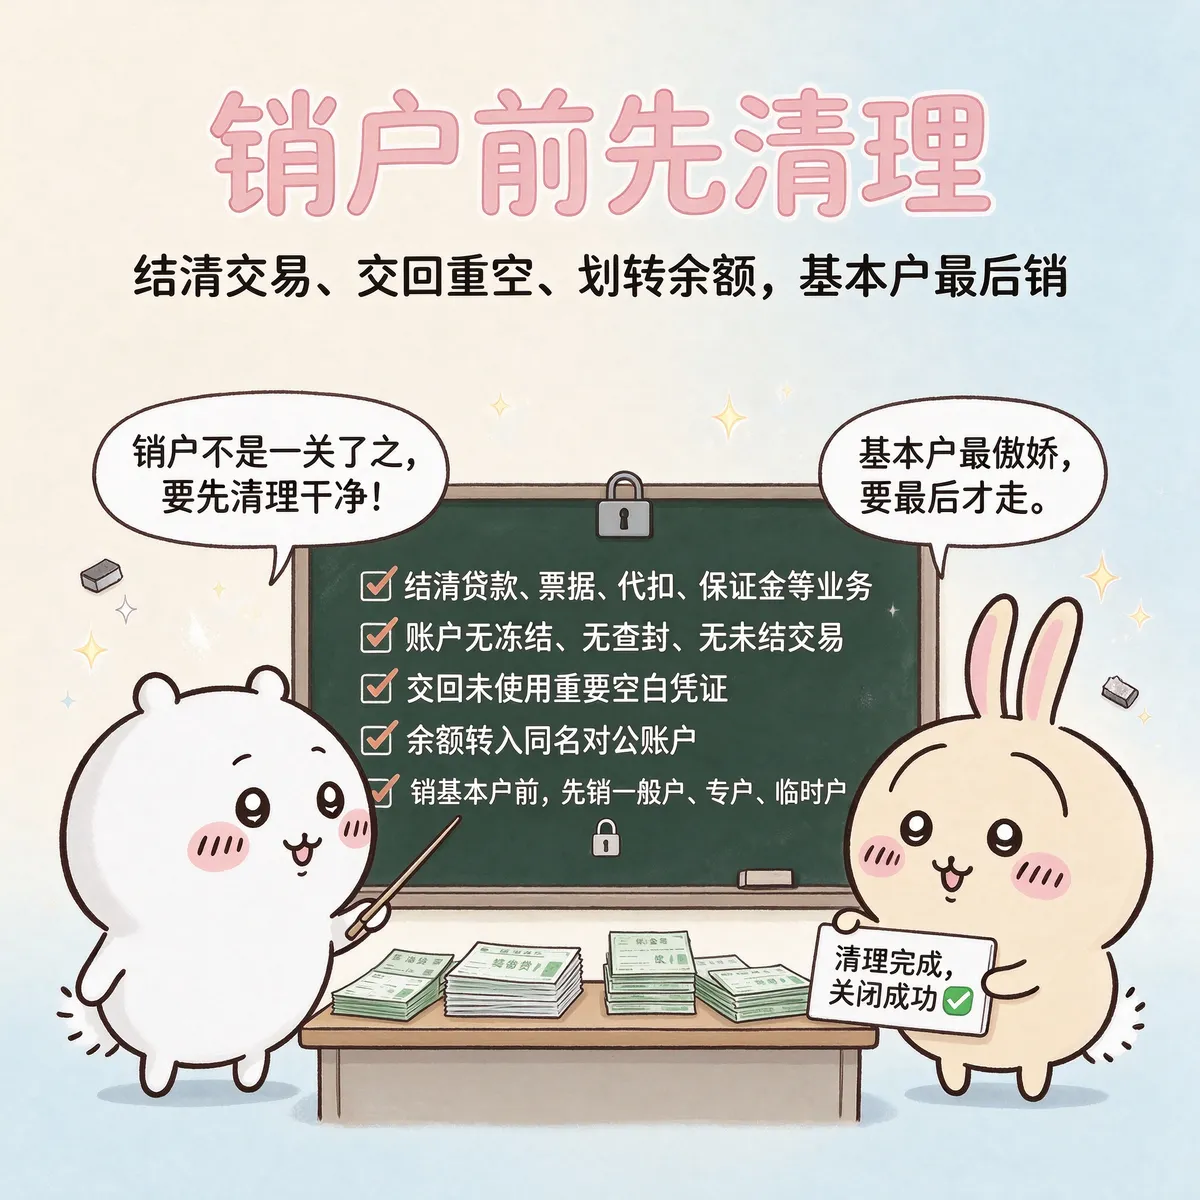 销户前先清理
结清交易、交回重空、划转余额，基本户最后销
销户不是一关了之，
要先清理干净！
基本户最傲娇，
要最后才走。
结清贷款、票据、代扣、保证金等业务
账户无冻结、无查封、无未结交易
交回未使用重要空白凭证
余额转入同名对公账户
销基本户前，先销一般户、专户、临时户
清理完成，
关闭成功✅